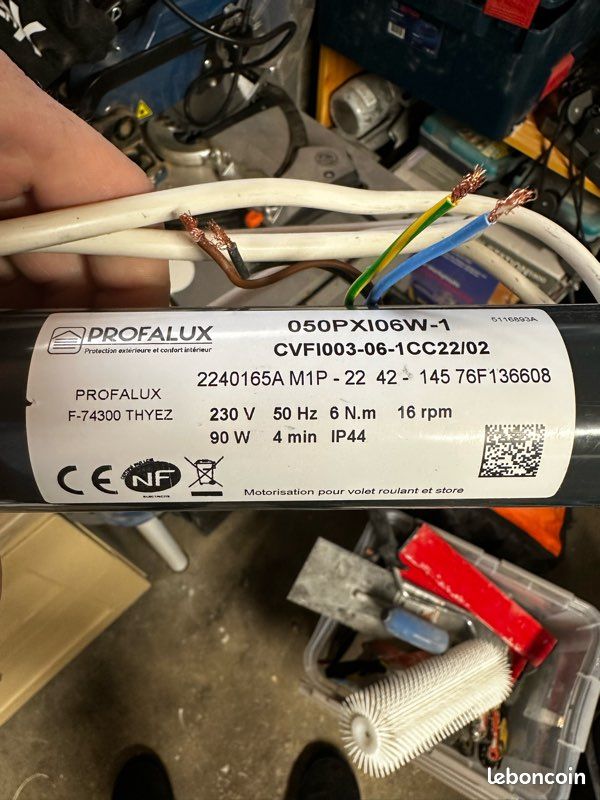 PROFALUX
Protection extérieure et confort intérieur
050PXI06W-1
5116893A
CVFI003-06-1CC22/02
2240165A M1P - 22 42 - 145 76F136608
PROFALUX
F-74300 THYEZ
230 V 50 Hz 6 N.m 16 rpm
90 W 4 min IP44
CE
NF
Motorisation pour volet roulant et store
leboncoin